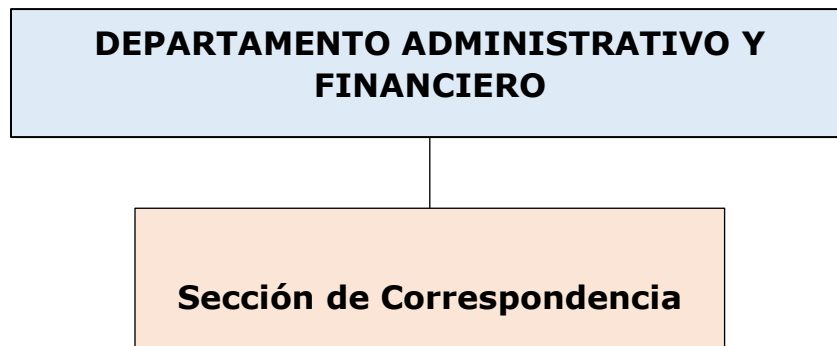 DEPARTAMENTO ADMINISTRATIVO Y
FINANCIERO
Sección de Correspondencia